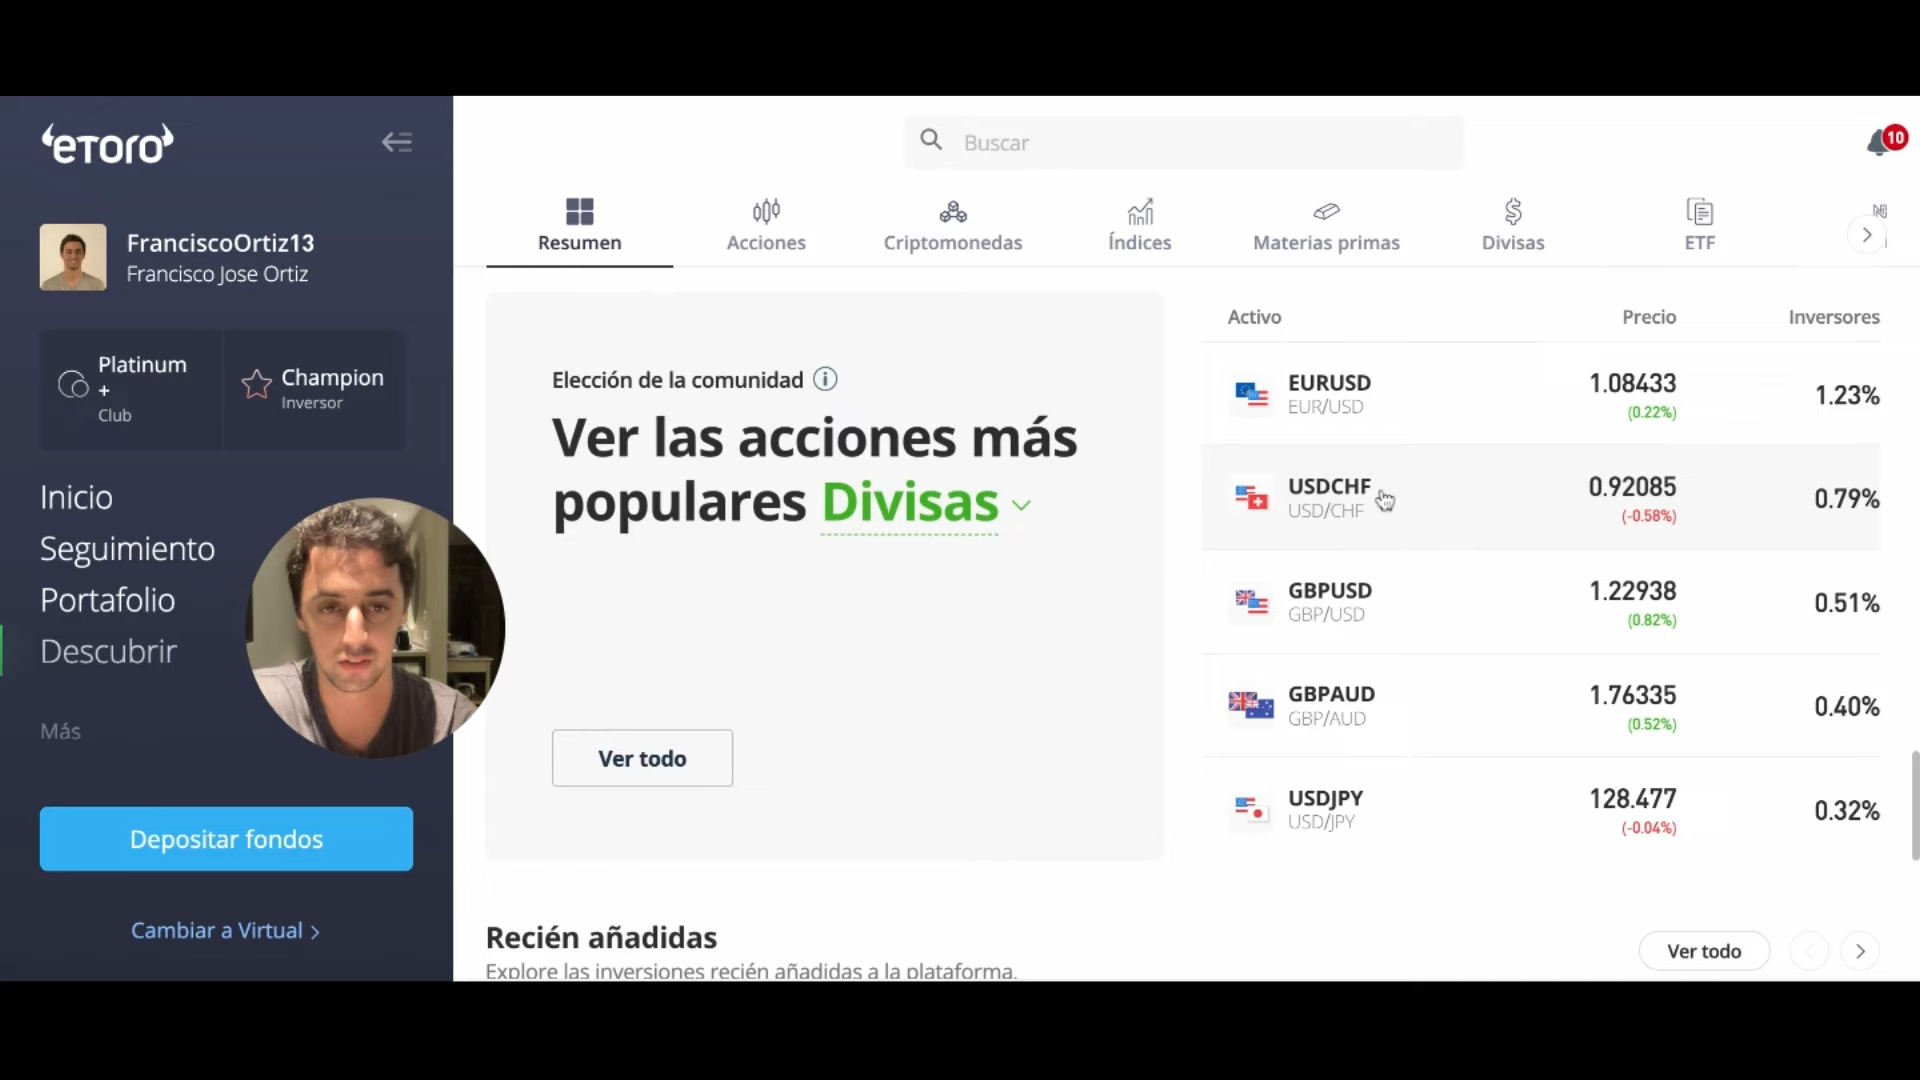 etoro
FranciscoOrtiz13
Francisco Jose Ortiz
Platinum
+
Club
Champion
Inversor
Inicio
Seguimiento
Portafolio
Descubrir
Más
Depositar fondos
Cambiar a Virtual >
Buscar
10
Resumen
Acciones
Criptomonedas
Índices
Materias primas
Divisas
ETF
Elección de la comunidad
Ver las acciones más
populares Divisas
Ver todo
Activo Precio Inversores
EURUSD 1.08433 1.23%
EUR/USD (0.22%)
USDCHF 0.92085 0.79%
USD/CHF (-0.58%)
GBPUSD 1.22938 0.51%
GBP/USD (0.82%)
GBPAUD 1.76335 0.40%
GBP/AUD (0.52%)
USDJPY 128.477 0.32%
USD/JPY (-0.04%)
Recién añadidas
Explore las inversiones recién añadidas a la plataforma.
Ver todo